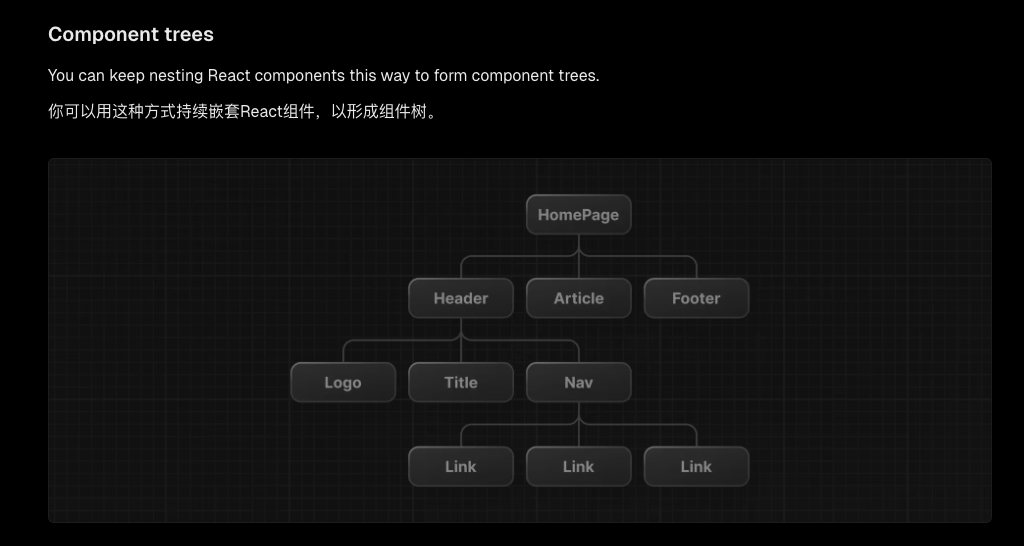 Component trees
You can keep nesting React components this way to form component trees.
你可以用这种方式持续嵌套React组件，以形成组件树。
HomePage
Header
Article
Footer
Logo
Title
Nav
Link
Link
Link